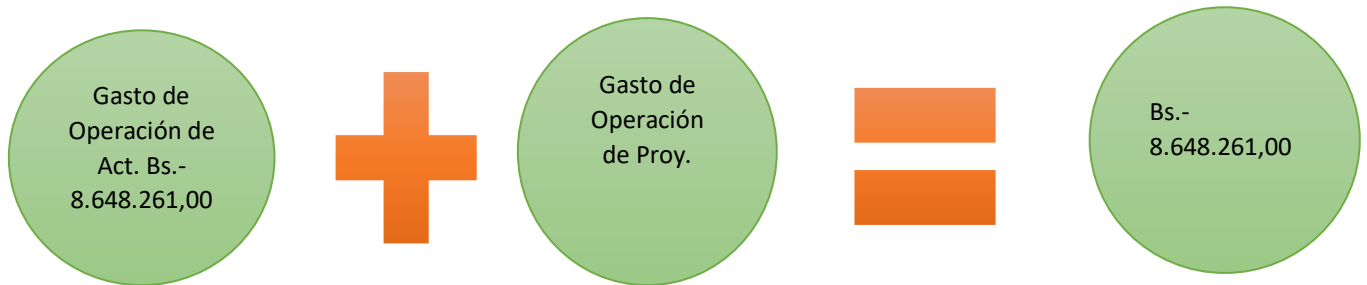 Gasto de
Operación de
Act. Bs.-
8.648.261,00
Gasto de
Operación
de Proy.
Bs.-
8.648.261,00